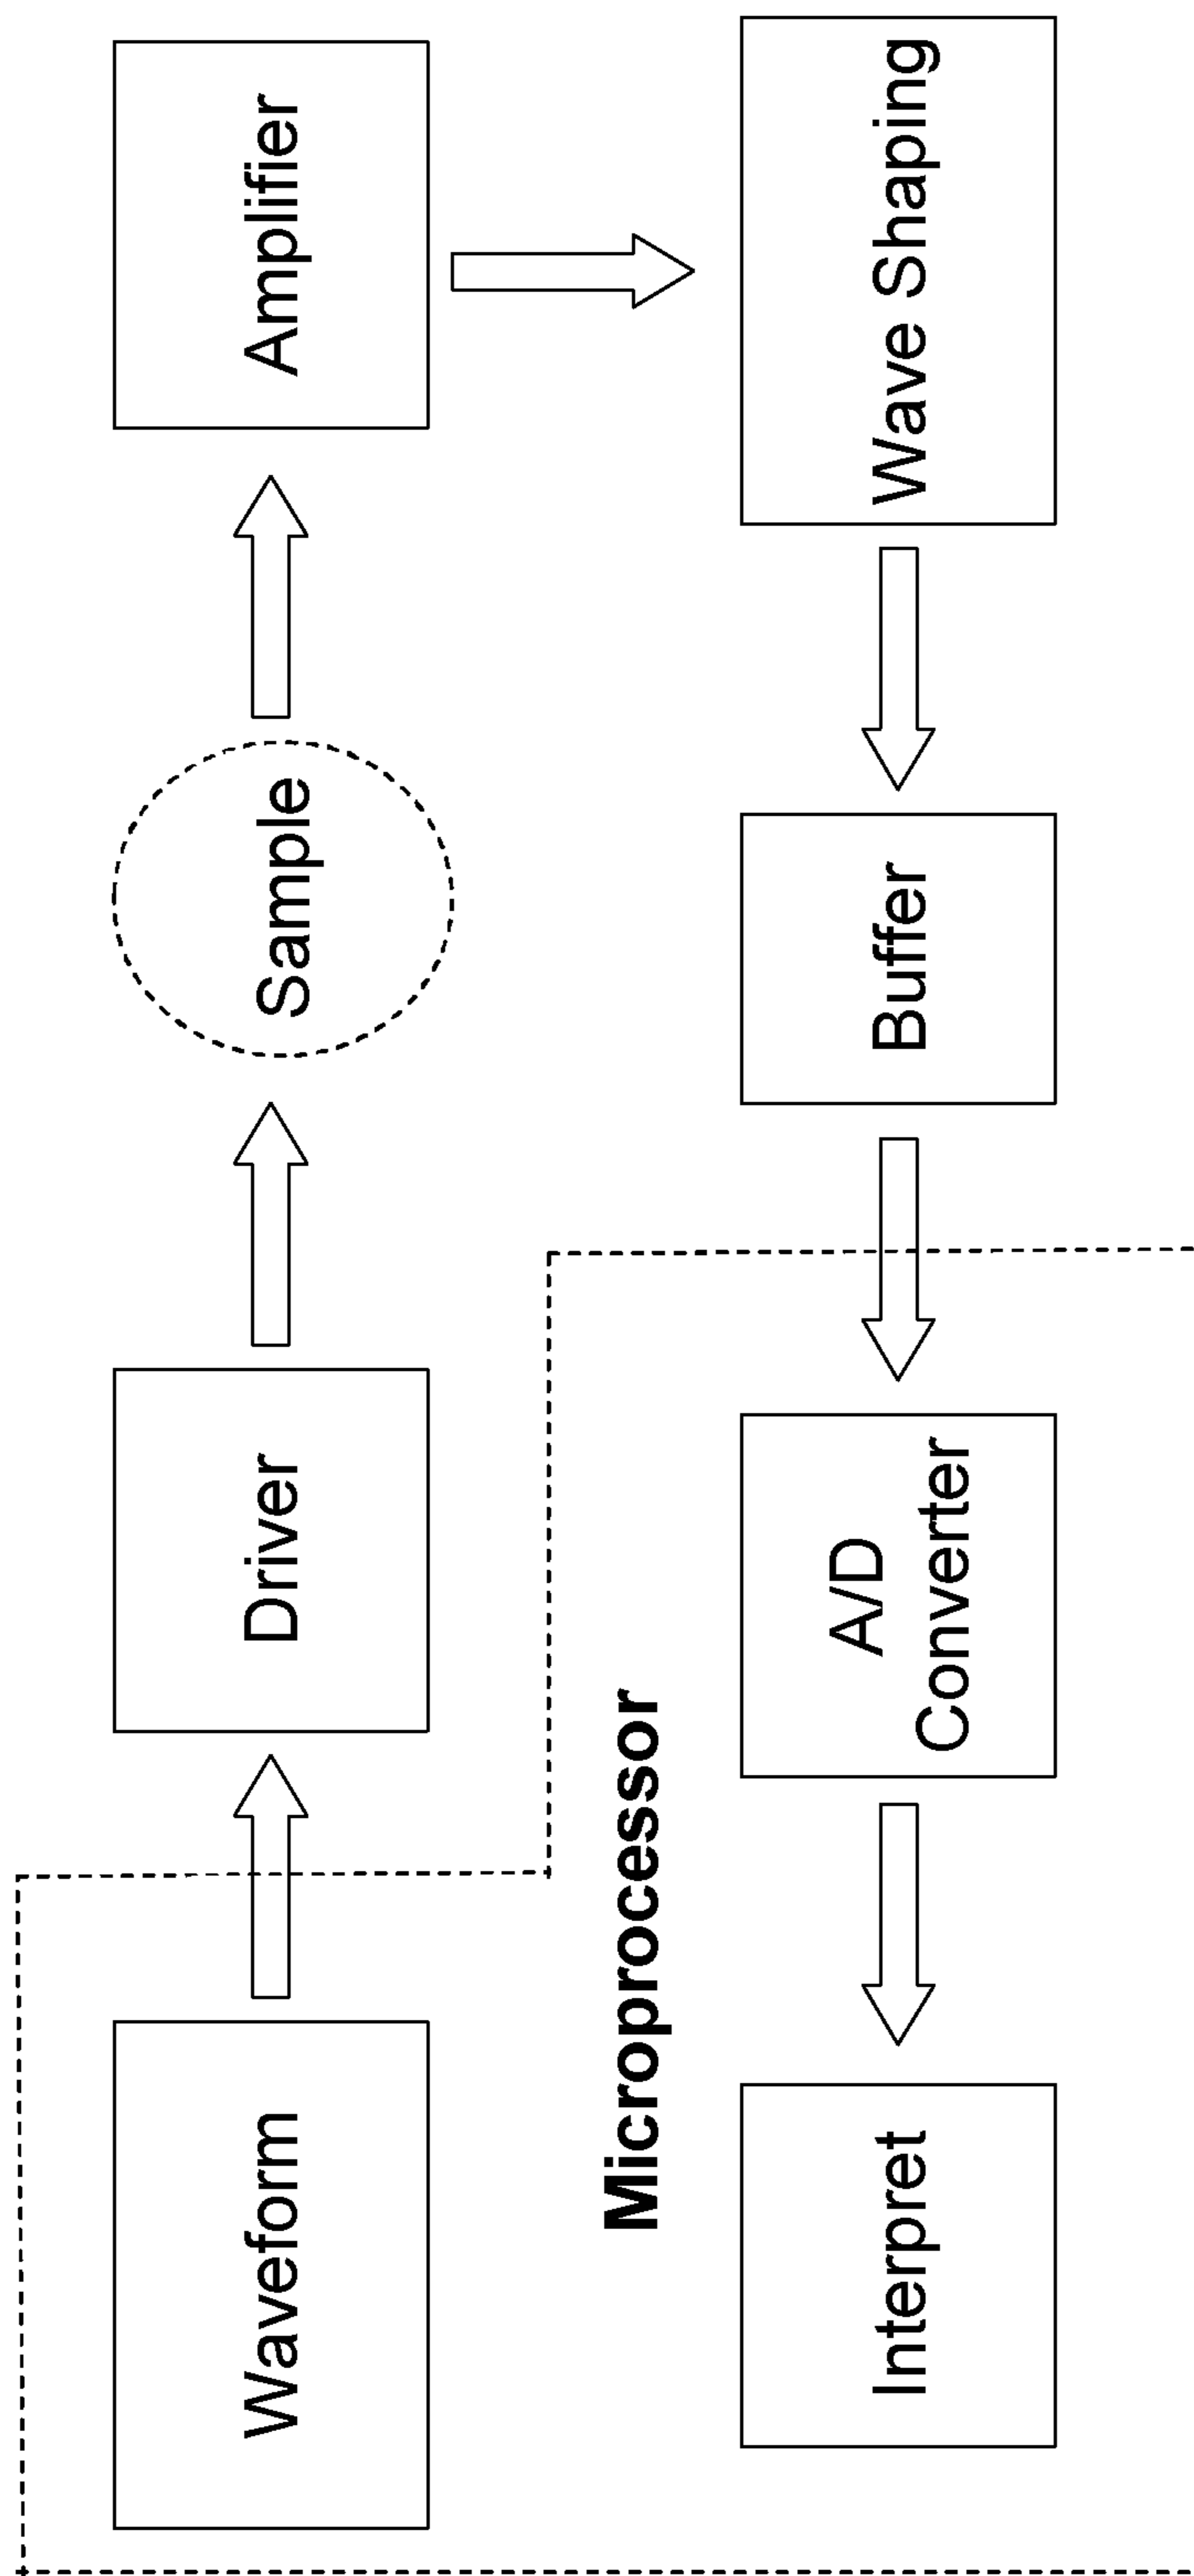 Waveform
Driver
Sample
Amplifier
Microprocessor
Interpret
A/D
Converter
Buffer
Wave Shaping